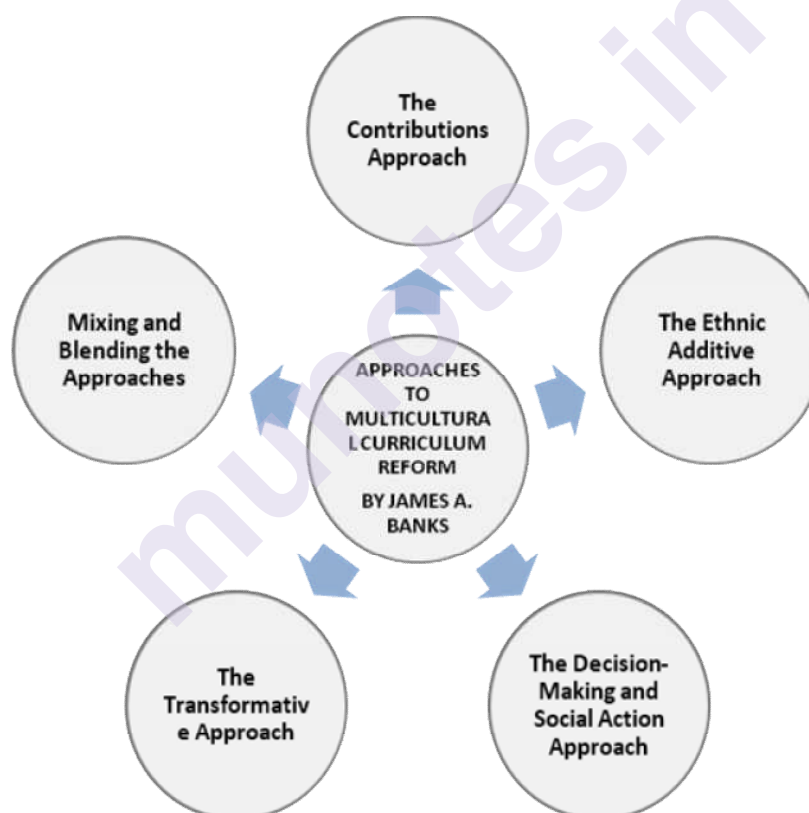 The
Contributions
Approach
Mixing and
Blending the
Approaches
The Ethnic
Additive
Approach
APPROACHES
TO
MULTICULTURA
L CURRICULUM
REFORM
BY JAMES A.
BANKS
The
Transformativ
e Approach
The Decision-
Making and
Social Action
Approach
munotes.in